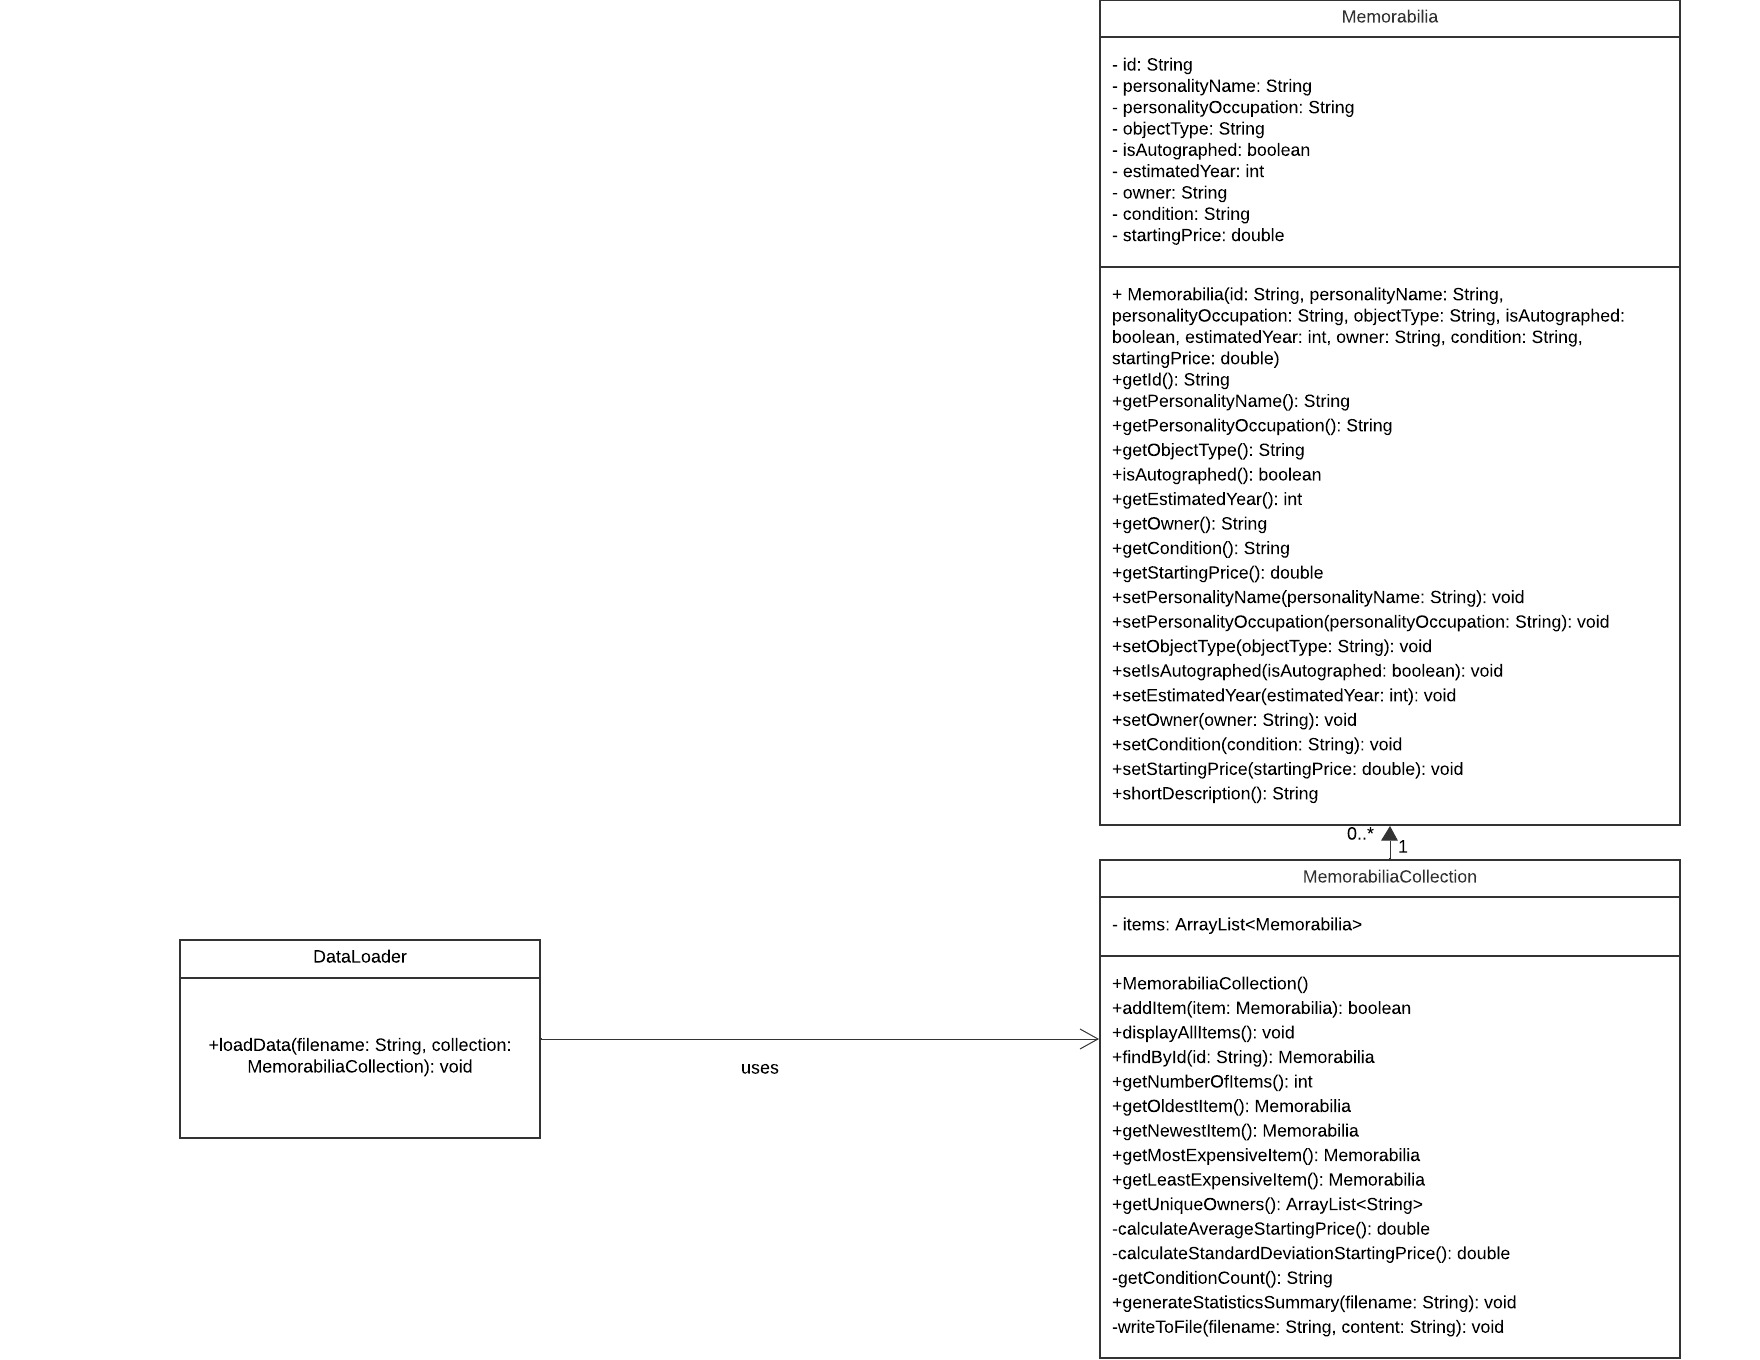 Memorabilia
- id: String
- personalityName: String
- personalityOccupation: String
- objectType: String
- isAutographed: boolean
- estimatedYear: int
- owner: String
- condition: String
- startingPrice: double
+ Memorabilia(id: String, personalityName: String,
personalityOccupation: String, objectType: String, isAutographed:
boolean, estimatedYear: int, owner: String, condition: String,
startingPrice: double)
+getId(): String
+getPersonalityName(): String
+getPersonalityOccupation(): String
+getObjectType(): String
+isAutographed(): boolean
+getEstimatedYear(): int
+getOwner(): String
+getCondition(): String
+getStartingPrice(): double
+setPersonalityName(personalityName: String): void
+setPersonalityOccupation(personalityOccupation: String): void
+setObjectType(objectType: String): void
+setIsAutographed(isAutographed: boolean): void
+setEstimatedYear(estimatedYear: int): void
+setOwner(owner: String): void
+setCondition(condition: String): void
+setStartingPrice(startingPrice: double): void
+shortDescription(): String
0..*
1
MemorabiliaCollection
- items: ArrayList<Memorabilia>
+MemorabiliaCollection()
+addItem(item: Memorabilia): boolean
+displayAllItems(): void
+findById(id: String): Memorabilia
+getNumberOfItems(): int
+getOldestItem(): Memorabilia
+getNewestItem(): Memorabilia
+getMostExpensiveItem(): Memorabilia
+getLeastExpensiveItem(): Memorabilia
+getUniqueOwners(): ArrayList<String>
-calculateAverageStartingPrice(): double
-calculateStandardDeviationStartingPrice(): double
-getConditionCount(): String
+generateStatisticsSummary(filename: String): void
-writeToFile(filename: String, content: String): void
DataLoader
+loadData(filename: String, collection:
MemorabiliaCollection): void
uses